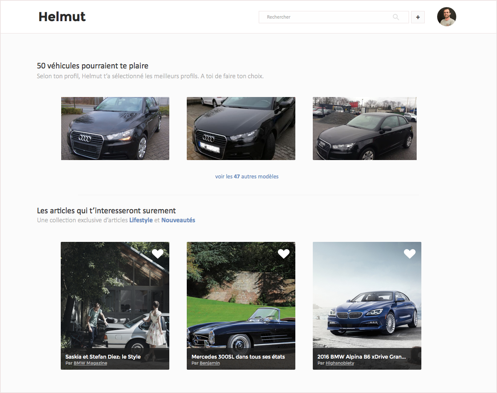 Helmut
Rechercher
+
50 véhicules pourraient te plaire
Selon ton profil, Helmut t'a sélectionné les meilleurs profils. A toi de faire ton choix.
voir les 47 autres modèles
Les articles qui t'interesseront surement
Une collection exclusive d'articles Lifestyle et Nouveautés
Saskia et Stefan Diez: le Style
Par BMW Magazine
Mercedes 300SL dans tous ses états
Par Benjamin
2016 BMW Alpina B6 xDrive Gran...
Par Highsnobiety